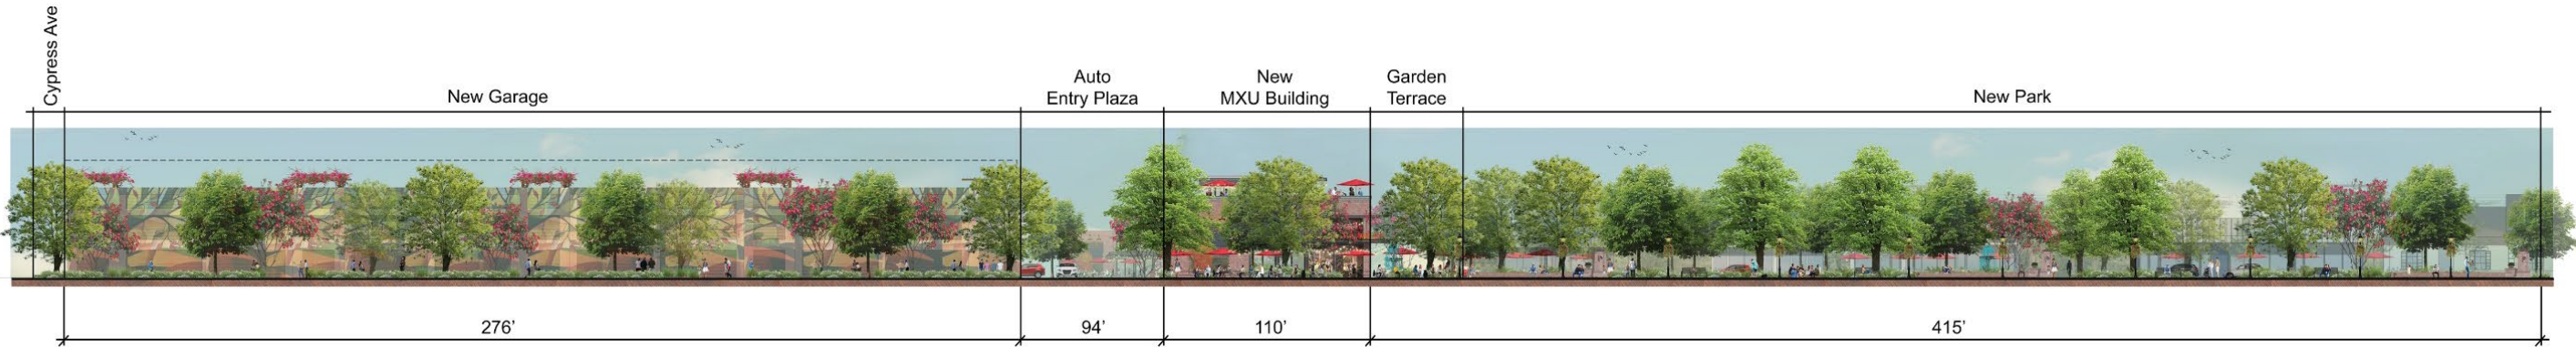 Cypress Ave
New Garage
Auto
Entry Plaza
New
MXU Building
Garden
Terrace
New Park
276'
94'
110'
415'